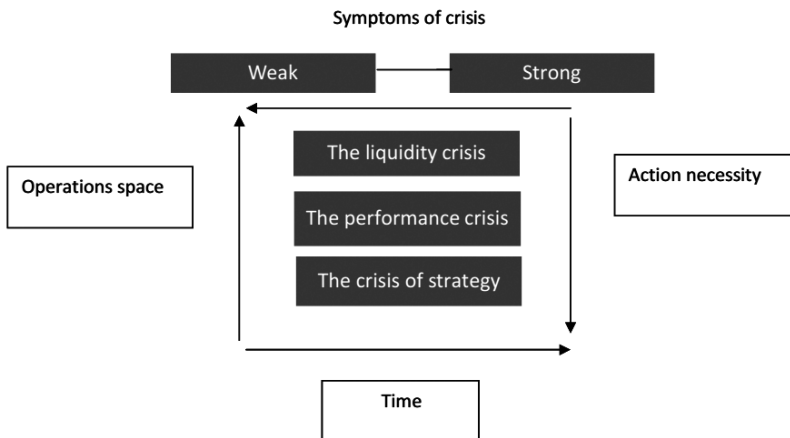 Symptoms of crisis
Weak
Strong
The liquidity crisis
Operations space
Action necessity
The performance crisis
The crisis of strategy
Time